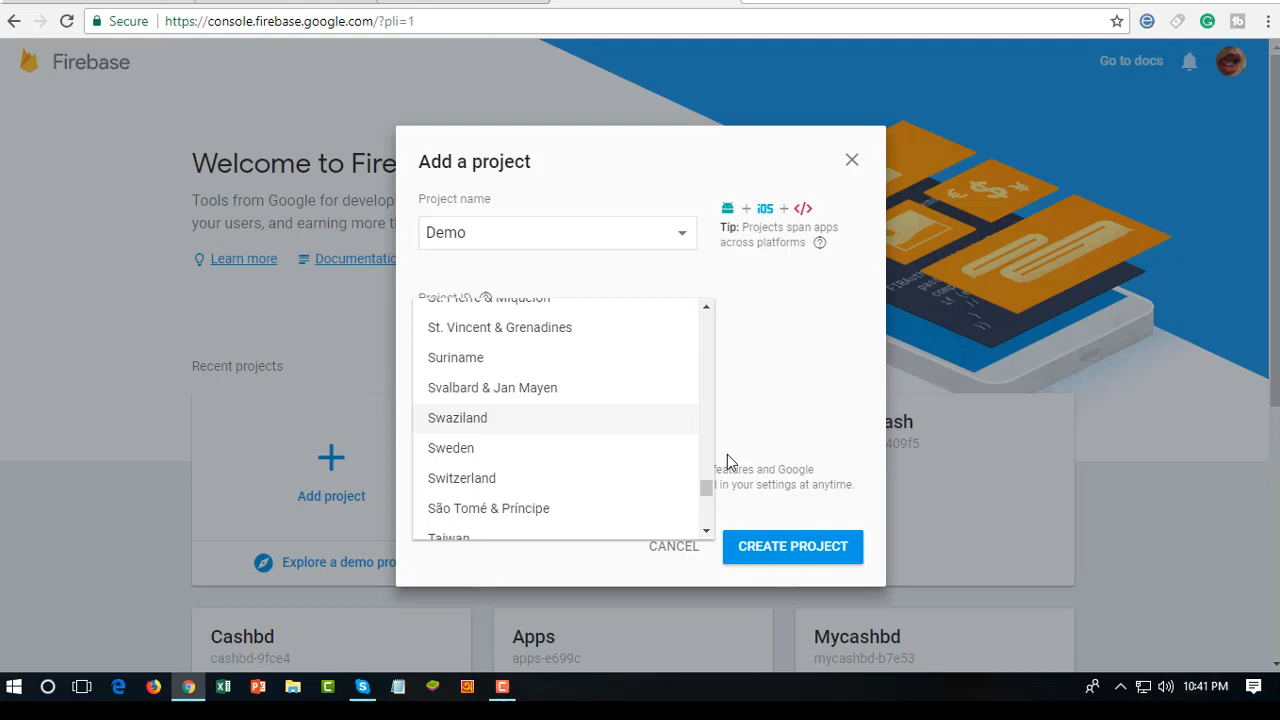 Secure
https://console.firebase.google.com/?pli=1
Firebase
Go to docs
Welcome to Fire
Tools from Google for develop
your users, and earning more t
Learn more
Documentatio
Recent projects
Add project
Explore a demo pro
Add a project
Project name
Demo
+ iOS + </>
Tip: Projects span apps
across platforms
Project ID
St. Vincent & Grenadines
Suriname
Svalbard & Jan Mayen
Swaziland
Sweden
Switzerland
São Tomé & Príncipe
Taiwan
features and Google
d in your settings at anytime.
CANCEL
CREATE PROJECT
ash
409f5
Cashbd
cashbd-9fce4
Apps
apps-e699c
Mycashbd
mycashbd-b7e53
10:41 PM